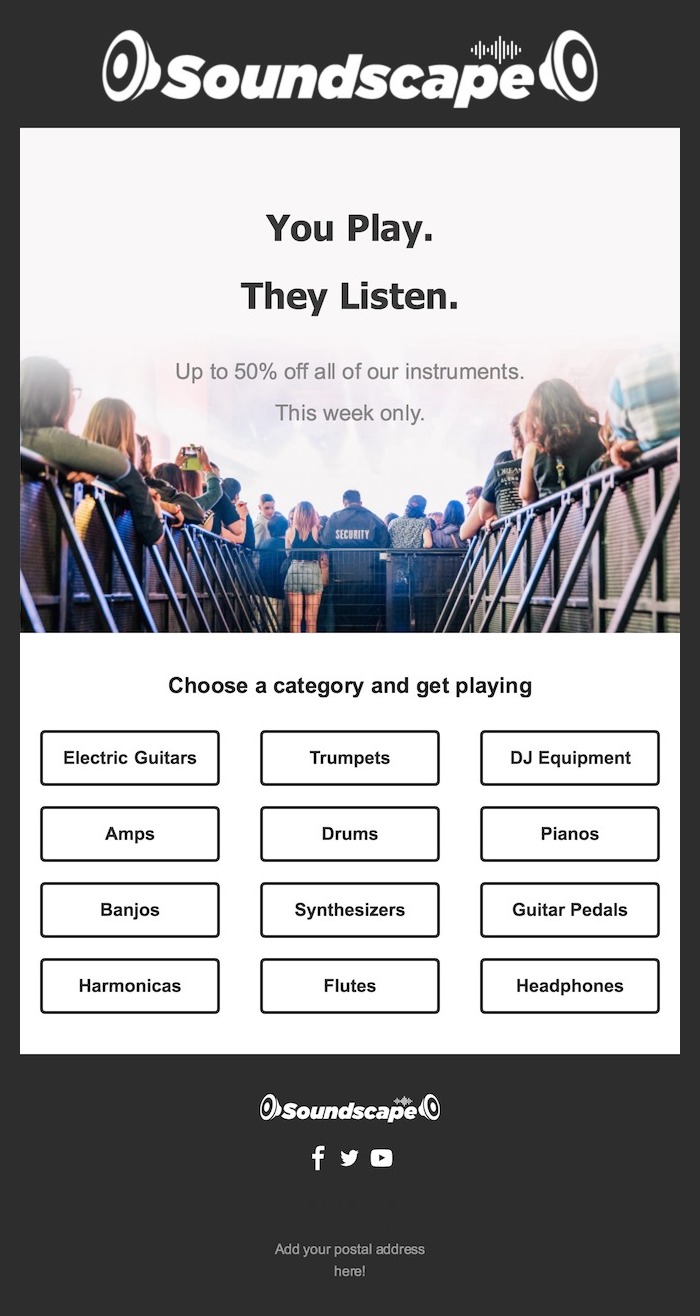 Soundscape
You Play.
They Listen.
Up to 50% off all of our instruments.
This week only.
SECURITY
Choose a category and get playing
Electric Guitars
Trumpets
DJ Equipment
Amps
Drums
Pianos
Banjos
Synthesizers
Guitar Pedals
Harmonicas
Flutes
Headphones
Soundscape
Add your postal address
here!